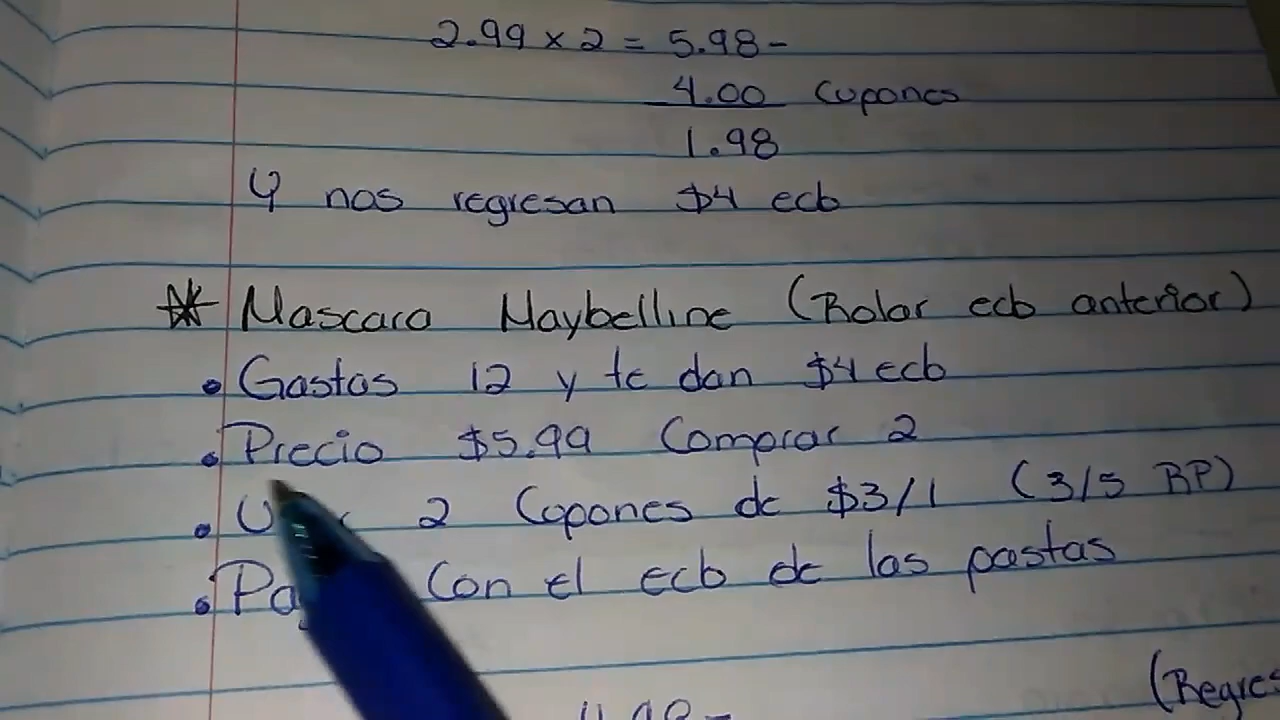 2.99 x 2 = 5.98-
4.00 Cupones
1.98
Y nos regresan $4 ecb
* Mascara Maybelline (Rolar ecb anterior)
• Gastas 12 y te dan $4 ecb
• Precio $5.99 Comprar 2
• 2 Cupones de $3/1 (3/5 RP)
• Con el ecb de las pastas